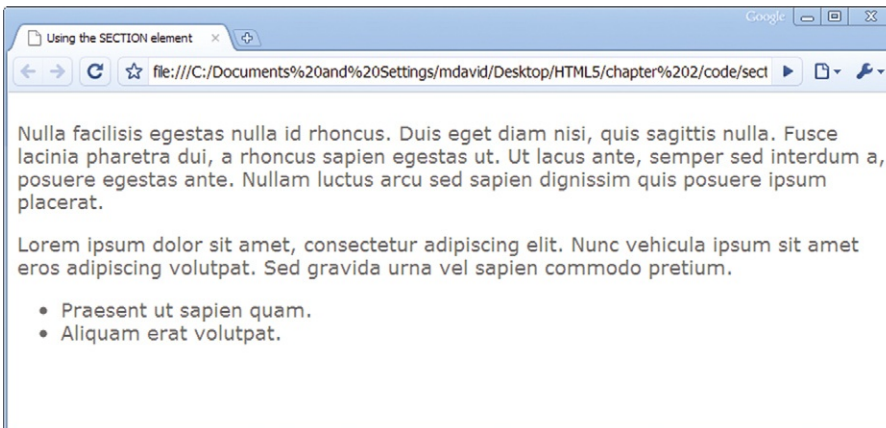 Google
Using the SECTION element
file:///C:/Documents%20and%20Settings/mdavid/Desktop/HTML5/chapter%202/code/sect
Nulla facilisis egestas nulla id rhoncus. Duis eget diam nisi, quis sagittis nulla. Fusce
lacinia pharetra dui, a rhoncus sapien egestas ut. Ut lacus ante, semper sed interdum a,
posuere egestas ante. Nullam luctus arcu sed sapien dignissim quis posuere ipsum
placerat.
Lorem ipsum dolor sit amet, consectetur adipiscing elit. Nunc vehicula ipsum sit amet
eros adipiscing volutpat. Sed gravida urna vel sapien commodo pretium.
• Praesent ut sapien quam.
• Aliquam erat volutpat.